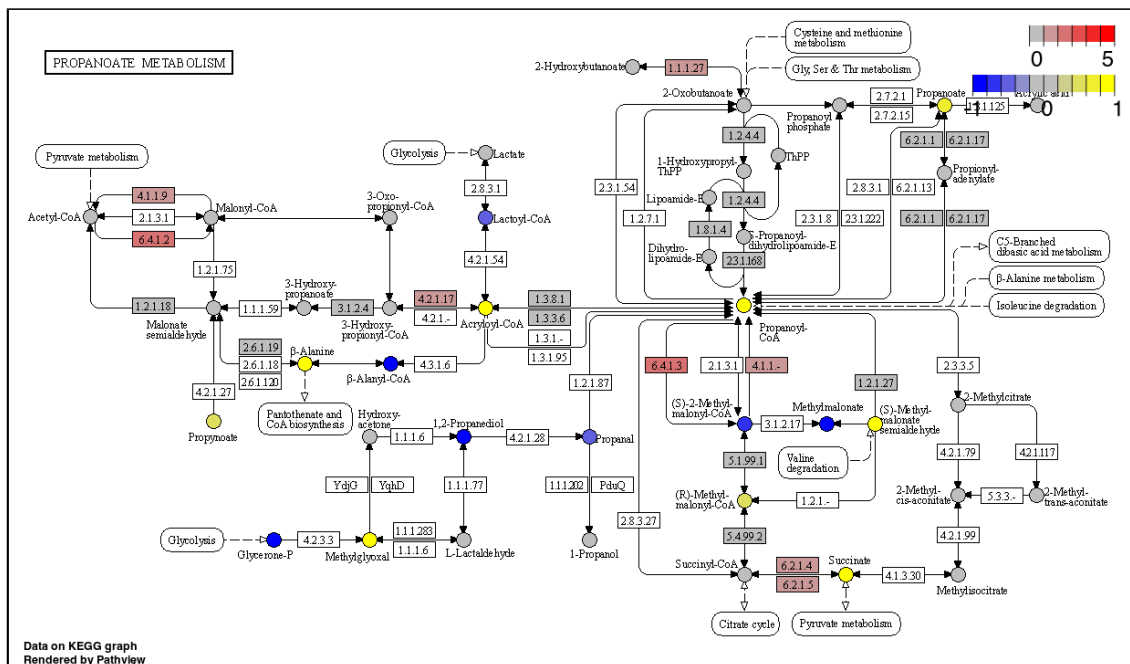 PROPANOATE METABOLISM
Cysteine and methionine
metabolism
0 5
2-Hydroxybutanoate
1.1.1.27
Gly, Ser & Thr metabolism
-1 0 1
2-Oxobutanoate
2.7.2.1
2.7.2.15
Propanoyl
phosphate
Propanoate
Acrylic acid
Pyruvate metabolism
Glycolysis
Lactate
1.2.4.4
ThPP
6.2.1.1
6.2.1.17
1-Hydroxypropyl-
ThPP
Propionyl-
adenylate
2.8.3.1
2.3.1.54
4.1.1.9
3-Oxo-
propionyl-CoA
Lipoamide-E
1.2.4.4
2.8.3.1
6.2.1.13
Acetyl-CoA
2.1.3.1
Malonyl-CoA
Lactoyl-CoA
1.2.7.1
1.8.1.4
2.3.1.8
2.3.1.222
6.2.1.1
6.2.1.17
6.4.1.2
Dihydro-
lipoamide-E
S-Propanoyl-
dihydrolipoamide-E
2.3.1.168
C5-Branched
dibasic acid metabolism
4.2.1.54
1.2.1.75
β-Alanine metabolism
3-Hydroxy-
propanoate
4.2.1.17
1.3.8.1
Isoleucine degradation
1.2.1.18
1.1.1.59
3.1.2.4
4.2.1.-
Acryloyl-CoA
1.3.3.6
Malonate
semialdehyde
3-Hydroxy-
propionyl-CoA
1.3.1.-
1.3.1.95
Propanoyl-
CoA
2.6.1.19
2.6.1.18
2.6.1.120
β-Alanine
4.3.1.6
β-Alanyl-CoA
6.4.1.3
2.1.3.1
4.1.1.-
1.2.1.27
2.3.3.5
1.2.1.87
4.2.1.27
Pantothenate and
CoA biosynthesis
(S)-2-Methyl-
malonyl-CoA
Methylmalonate
(S)-Methyl-
malonate
semialdehyde
2-Methylcitrate
Propynoate
Hydroxy-
acetone
1,2-Propanediol
3.1.2.17
1.1.1.6
4.2.1.28
Propanal
Valine
degradation
5.1.99.1
4.2.1.79
4.2.1.117
YdjG
YqhD
1.1.1.77
1.1.1.202
PduQ
(R)-Methyl-
malonyl-CoA
1.2.1.-
2-Methyl-
cis-aconitate
5.3.3.-
2-Methyl-
trans-aconitate
2.8.3.27
Glycolysis
4.2.3.3
1.1.1.283
1.1.1.6
5.4.99.2
4.2.1.99
Glycerone-P
Methylglyoxal
L-Lactaldehyde
1-Propanol
Succinyl-CoA
6.2.1.4
6.2.1.5
Succinate
4.1.3.30
Methylisocitrate
Citrate cycle
Pyruvate metabolism
Data on KEGG graph
Rendered by Pathview